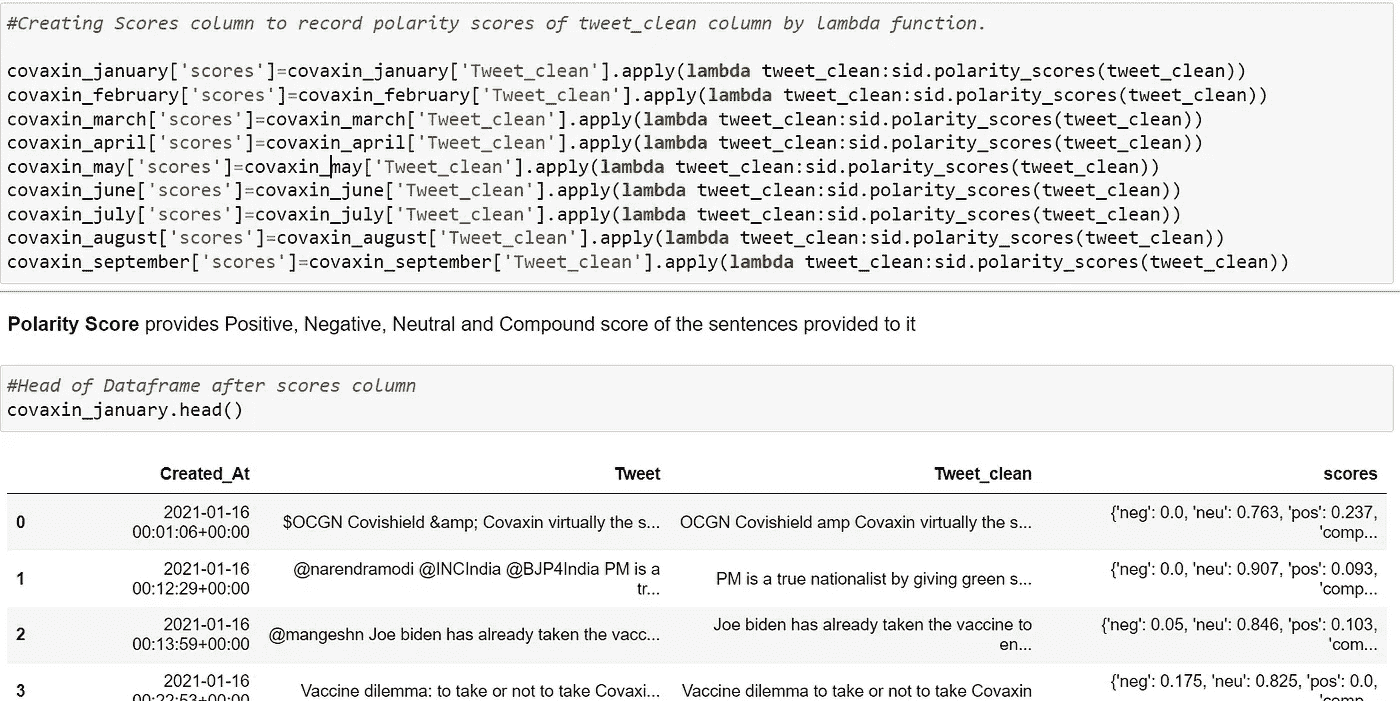 #Creating Scores column to record polarity scores of tweet_clean column by lambda function.
covaxin_january['scores']=covaxin_january['Tweet_clean'].apply(lambda tweet_clean:sid.polarity_scores(tweet_clean))
covaxin_february['scores']=covaxin_february['Tweet_clean'].apply(lambda tweet_clean:sid.polarity_scores(tweet_clean))
covaxin_march['scores']=covaxin_march['Tweet_clean'].apply(lambda tweet_clean:sid.polarity_scores(tweet_clean))
covaxin_april['scores']=covaxin_april['Tweet_clean'].apply(lambda tweet_clean:sid.polarity_scores(tweet_clean))
covaxin_may['scores']=covaxin_may['Tweet_clean'].apply(lambda tweet_clean:sid.polarity_scores(tweet_clean))
covaxin_june['scores']=covaxin_june['Tweet_clean'].apply(lambda tweet_clean:sid.polarity_scores(tweet_clean))
covaxin_july['scores']=covaxin_july['Tweet_clean'].apply(lambda tweet_clean:sid.polarity_scores(tweet_clean))
covaxin_august['scores']=covaxin_august['Tweet_clean'].apply(lambda tweet_clean:sid.polarity_scores(tweet_clean))
covaxin_september['scores']=covaxin_september['Tweet_clean'].apply(lambda tweet_clean:sid.polarity_scores(tweet_clean))
Polarity Score provides Positive, Negative, Neutral and Compound score of the sentences provided to it
#Head of Dataframe after scores column
covaxin_january.head()
Created_At Tweet Tweet_clean scores
0 2021-01-16 00:01:06+00:00 $OCGN Covishield &amp; Covaxin virtually the s... OCGN Covishield amp Covaxin virtually the s... {'neg': 0.0, 'neu': 0.763, 'pos': 0.237, 'comp...
1 2021-01-16 00:12:29+00:00 @narendramodi @INCIndia @BJP4India PM is a tr... PM is a true nationalist by giving green s... {'neg': 0.0, 'neu': 0.907, 'pos': 0.093, 'comp...
2 2021-01-16 00:13:59+00:00 @mangeshn Joe biden has already taken the vacc... Joe biden has already taken the vaccine to en... {'neg': 0.05, 'neu': 0.846, 'pos': 0.103, 'com...
3 2021-01-16 00:22:53+00:00 Vaccine dilemma: to take or not to take Covaxi... Vaccine dilemma to take or not to take Covaxin {'neg': 0.175, 'neu': 0.825, 'pos': 0.0, 'comp...